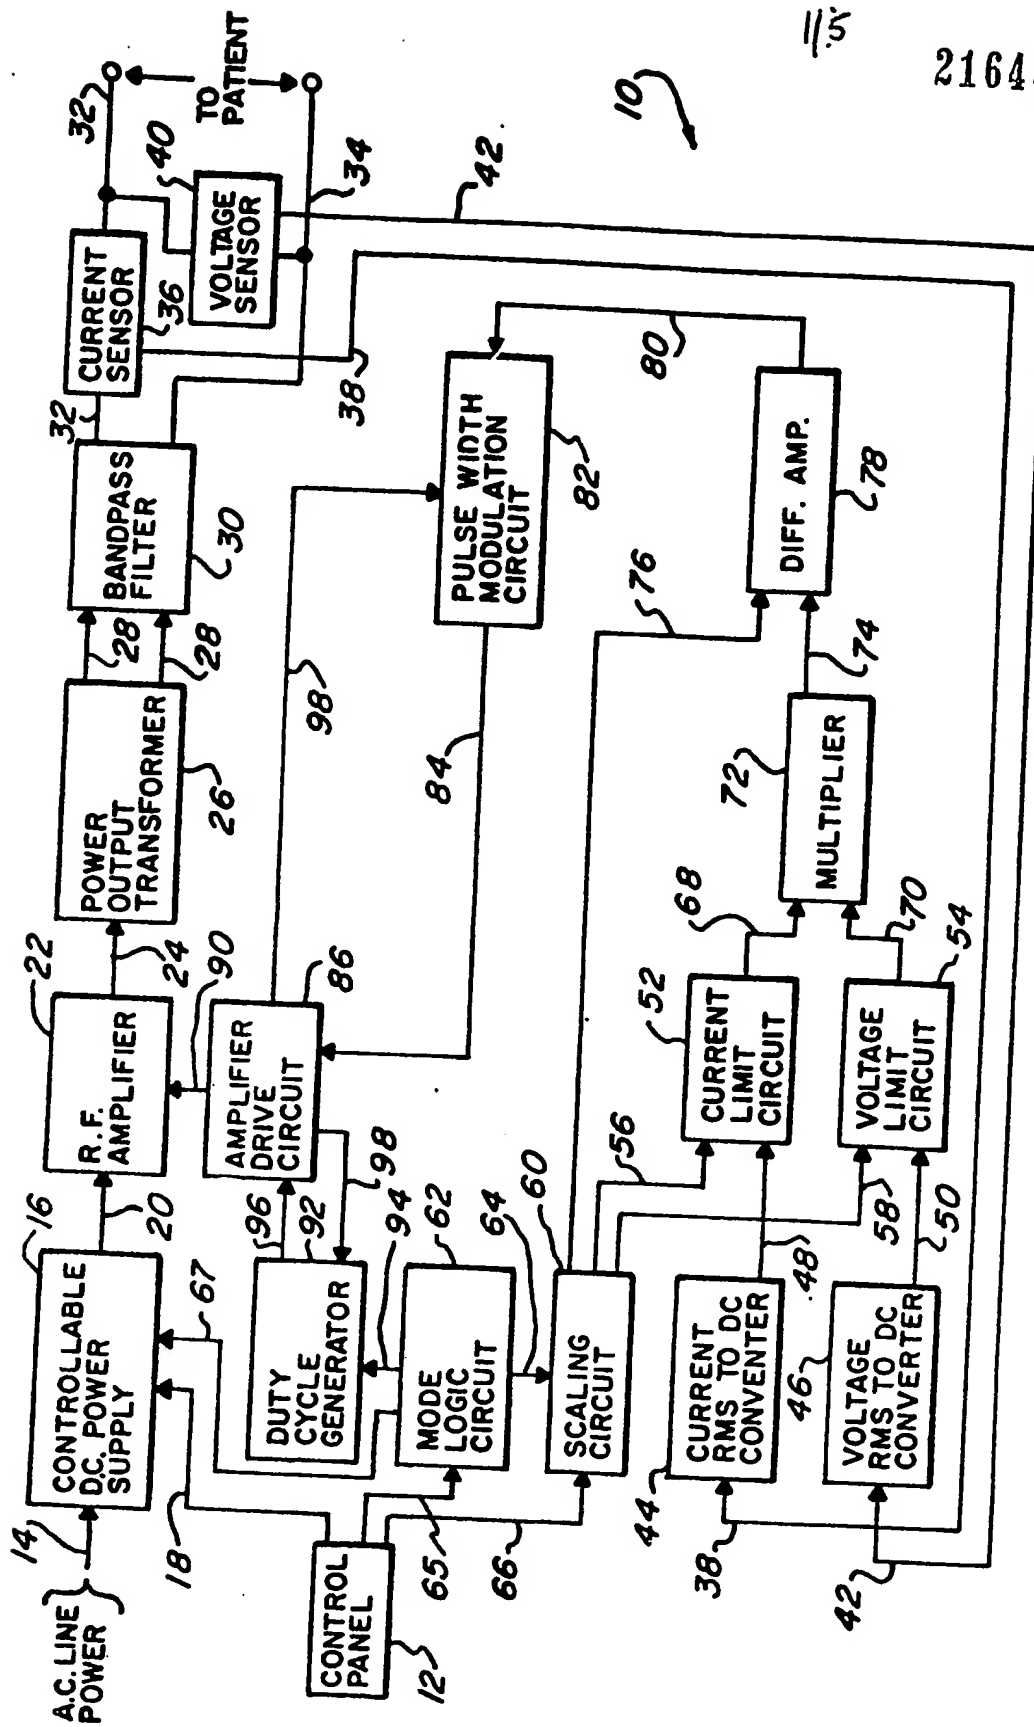 1/5
2164
10
A.C. LINE
POWER
14
CONTROLLABLE
D.C. POWER
SUPPLY
16
18
67
20
R.F.
AMPLIFIER
22
24
90
POWER
OUTPUT
TRANSFORMER
26
28
28
BANDPASS
FILTER
30
32
CURRENT
SENSOR
36
38
32
VOLTAGE
SENSOR
40
42
34
TO
PATIENT
CONTROL
PANEL
12
65
66
DUTY
CYCLE
GENERATOR
92
96
98
94
AMPLIFIER
DRIVE
CIRCUIT
86
98
84
PULSE WIDTH
MODULATION
CIRCUIT
82
80
MODE
LOGIC
CIRCUIT
62
64
SCALING
CIRCUIT
60
56
58
76
CURRENT
RMS TO DC
CONVENTER
44
38
48
VOLTAGE
RMS TO DC
CONVERTER
46
42
50
CURRENT
LIMIT
CIRCUIT
52
68
VOLTAGE
LIMIT
CIRCUIT
54
70
MULTIPLIER
72
74
DIFF. AMP.
78